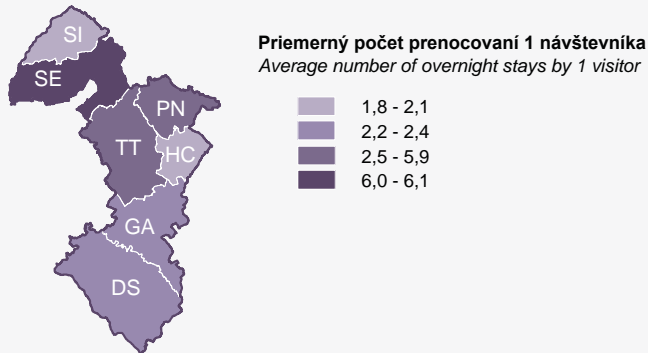 SI
SE
PN
TT
HC
GA
DS
Priemerný počet prenocovaní 1 návštevníka
Average number of overnight stays by 1 visitor
1,8 - 2,1
2,2 - 2,4
2,5 - 5,9
6,0 - 6,1